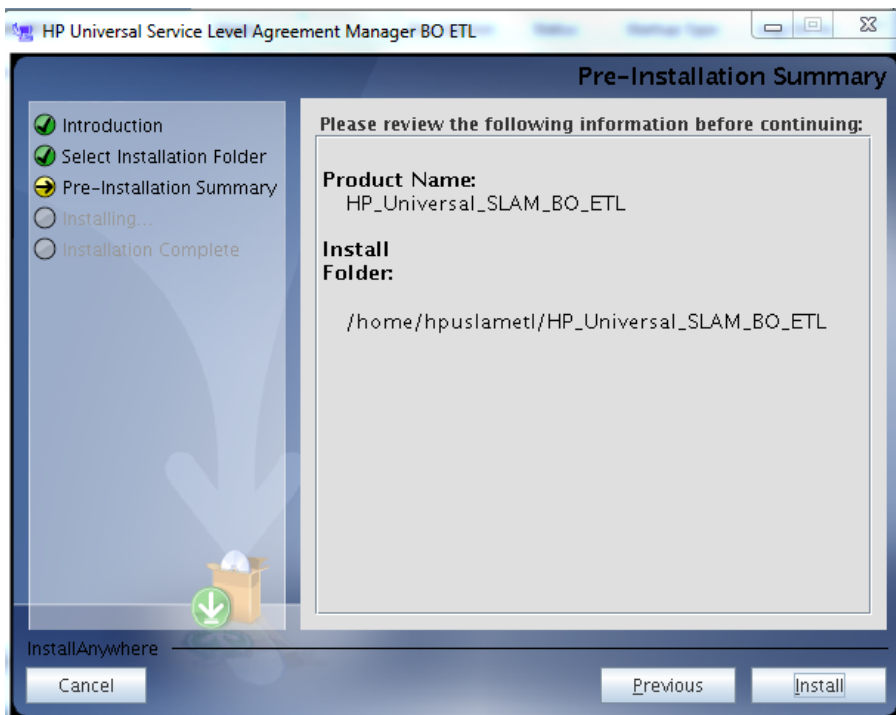 HP Universal Service Level Agreement Manager BO ETL
Pre-Installation Summary
Introduction
Select Installation Folder
Pre-Installation Summary
Installing...
Installation Complete
Please review the following information before continuing:
Product Name:
HP_Universal_SLAM_BO_ETL
Install
Folder:
/home/hpuslametl/HP_Universal_SLAM_BO_ETL
InstallAnywhere
Cancel
Previous
Install